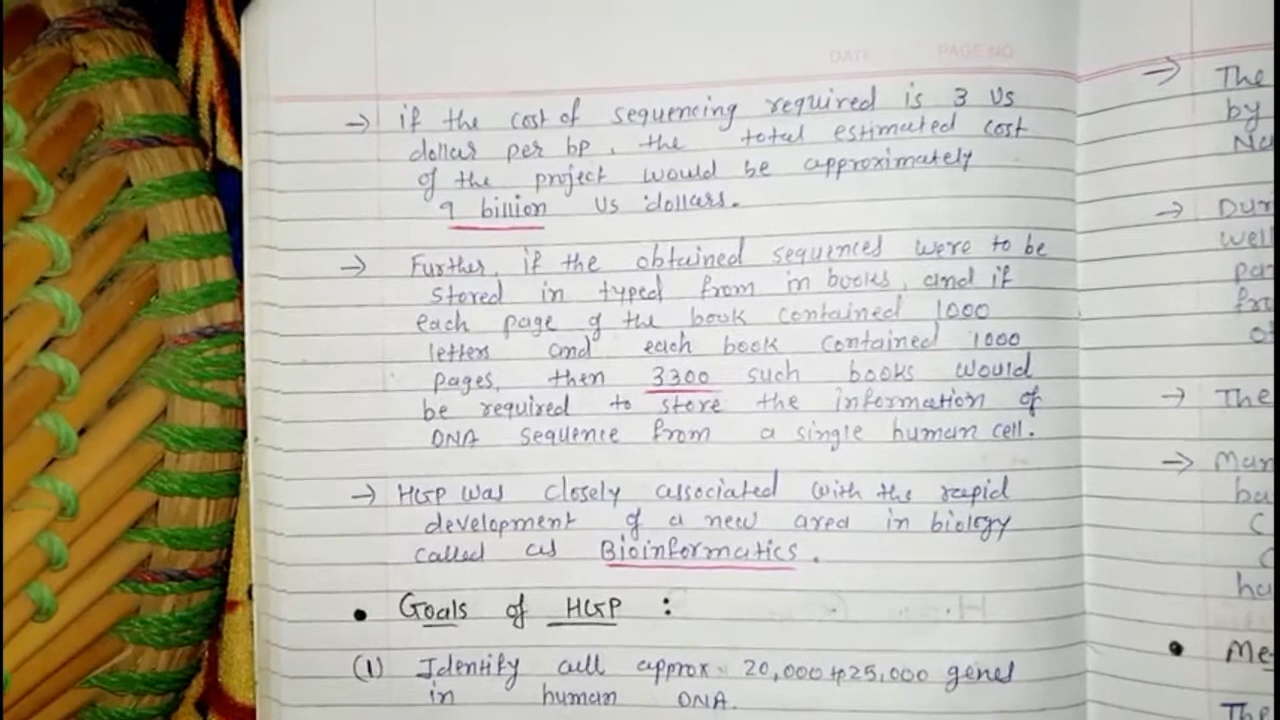 DATE PAGE NO
→ if the cost of sequencing required is 3 US
dollar per bp, the total estimated cost
of the project would be approximately
9 billion US dollars.
→ Further, if the obtained sequences were to be
stored in typed from in books, and if
each page of the book contained 1000
letters and each book contained 1000
pages, then 3300 such books would
be required to store the information of
DNA sequence from a single human cell.
→ HGP was closely associated with the rapid
development of a new area in biology
called as Bioinformatics.
• Goals of HGP :
(1) Identify all approx 20,000 to 25,000 genes
in human DNA.
→ The
by
→
→ The
→
• Me-
The